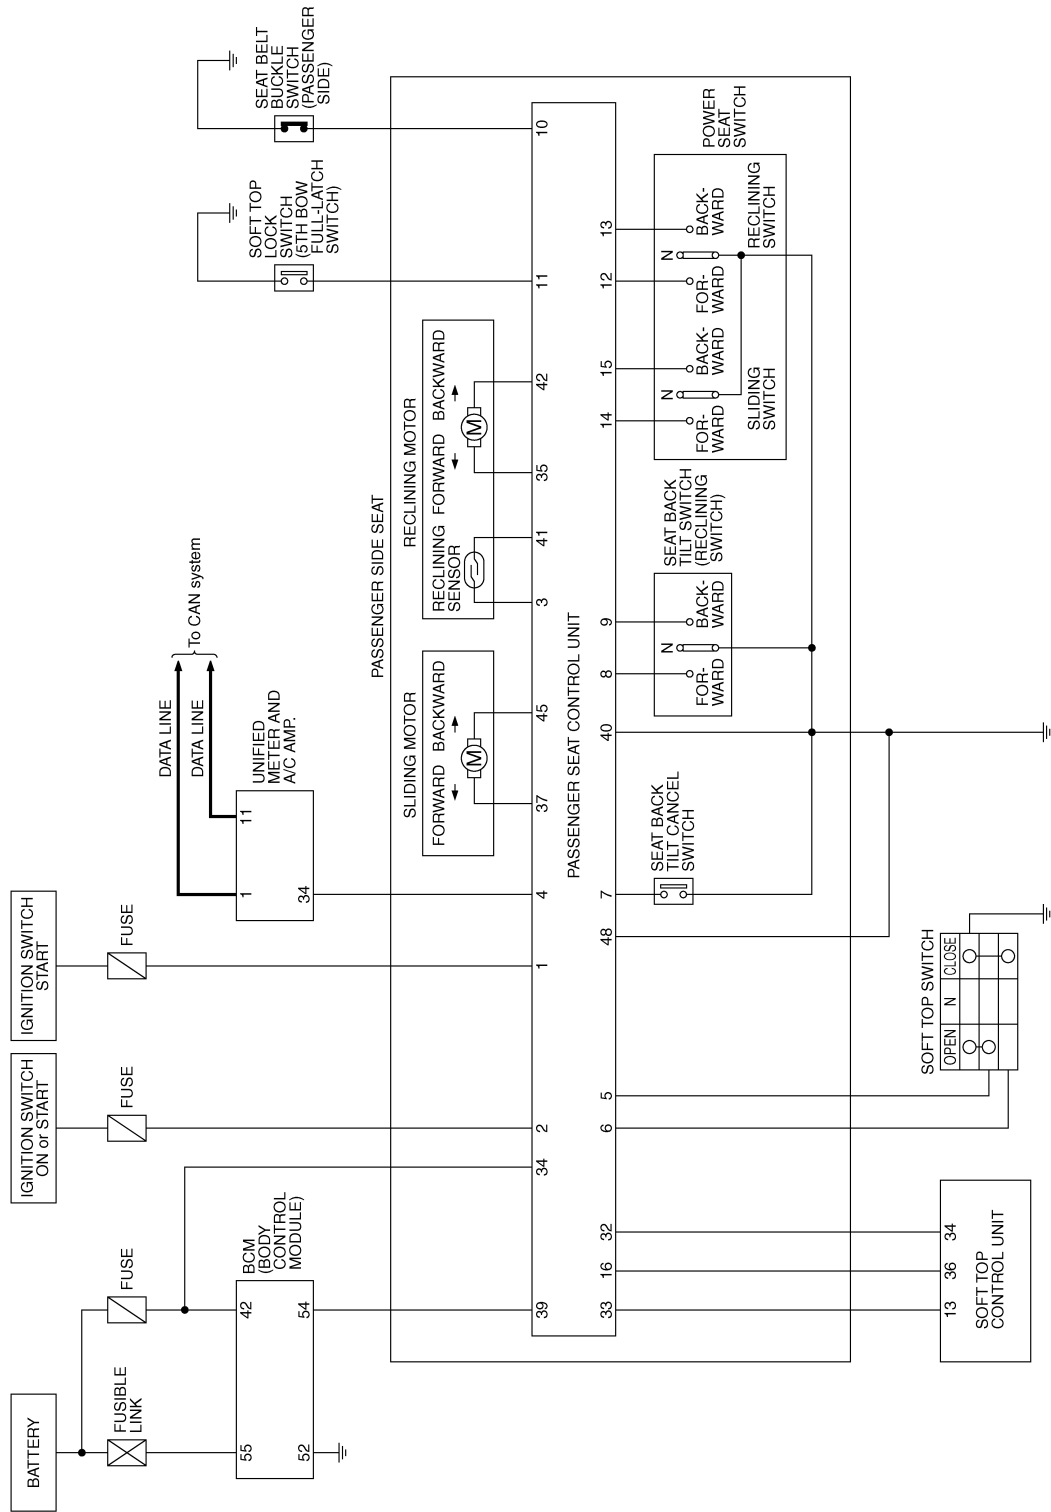 BATTERY
IGNITION SWITCH
ON or START
IGNITION SWITCH
START
FUSIBLE
LINK
FUSE
FUSE
FUSE
DATA LINE
DATA LINE
To CAN system
55
42
BCM
(BODY
CONTROL
MODULE)
52
54
1
11
UNIFIED
METER AND
A/C AMP.
34
SOFT TOP
LOCK
SWITCH
(5TH BOW
FULL-LATCH
SWITCH)
SEAT BELT
BUCKLE
SWITCH
(PASSENGER
SIDE)
PASSENGER SIDE SEAT
SLIDING MOTOR
FORWARD
BACKWARD
M
RECLINING MOTOR
RECLINING
SENSOR
FORWARD
BACKWARD
M
39
34
2
1
4
37
45
3
41
35
42
11
10
PASSENGER SEAT CONTROL UNIT
33
16
32
6
5
48
7
40
8
9
14
15
12
13
SEAT BACK
TILT CANCEL
SWITCH
SEAT BACK
TILT SWITCH
(RECLINING
SWITCH)
N
FOR-
WARD
BACK-
WARD
POWER
SEAT
SWITCH
N
FOR-
WARD
BACK-
WARD
SLIDING
SWITCH
N
FOR-
WARD
BACK-
WARD
RECLINING
SWITCH
13
36
34
SOFT TOP
CONTROL UNIT
SOFT TOP SWITCH
OPEN
N
CLOSE